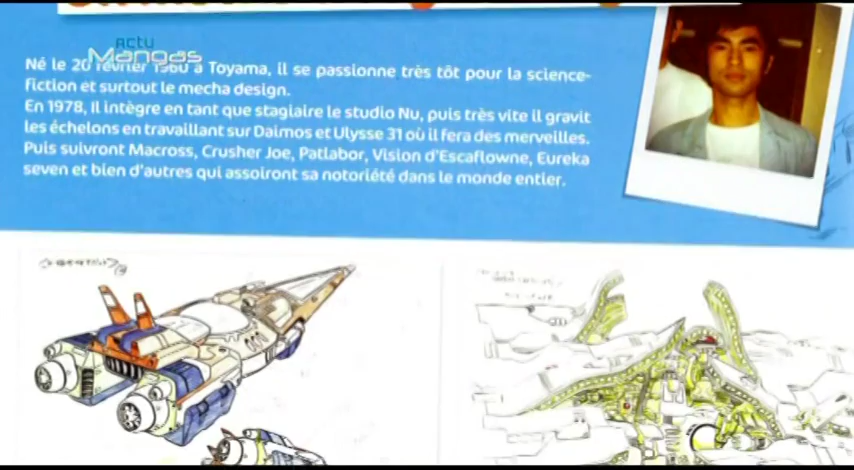 Actu
Mangas
Né le 20 février 1960 à Toyama, il se passionne très tôt pour la science-
fiction et surtout le mecha design.
En 1978, Il intègre en tant que stagiaire le studio Nu, puis très vite il gravit
les échelons en travaillant sur Daimos et Ulysse 31 où il fera des merveilles.
Puis suivront Macross, Crusher Joe, Patlabor, Vision d'Escaflowne, Eureka
seven et bien d'autres qui assoiront sa notoriété dans le monde entier.